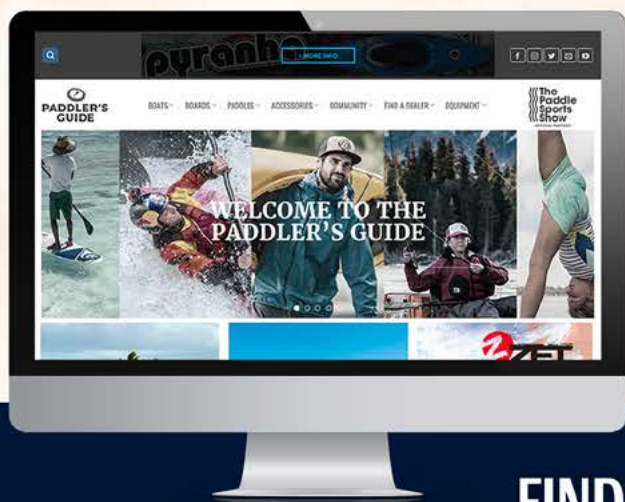 pyranha
+ MORE INFO
PADDLER'S
GUIDE
BOATS
BOARDS
PADDLES
ACCESSORIES
COMMUNITY
FIND A DEALER
EQUIPMENT
The
Paddle
Sports
Show
WELCOME TO THE
PADDLER'S GUIDE
ZET
FIND